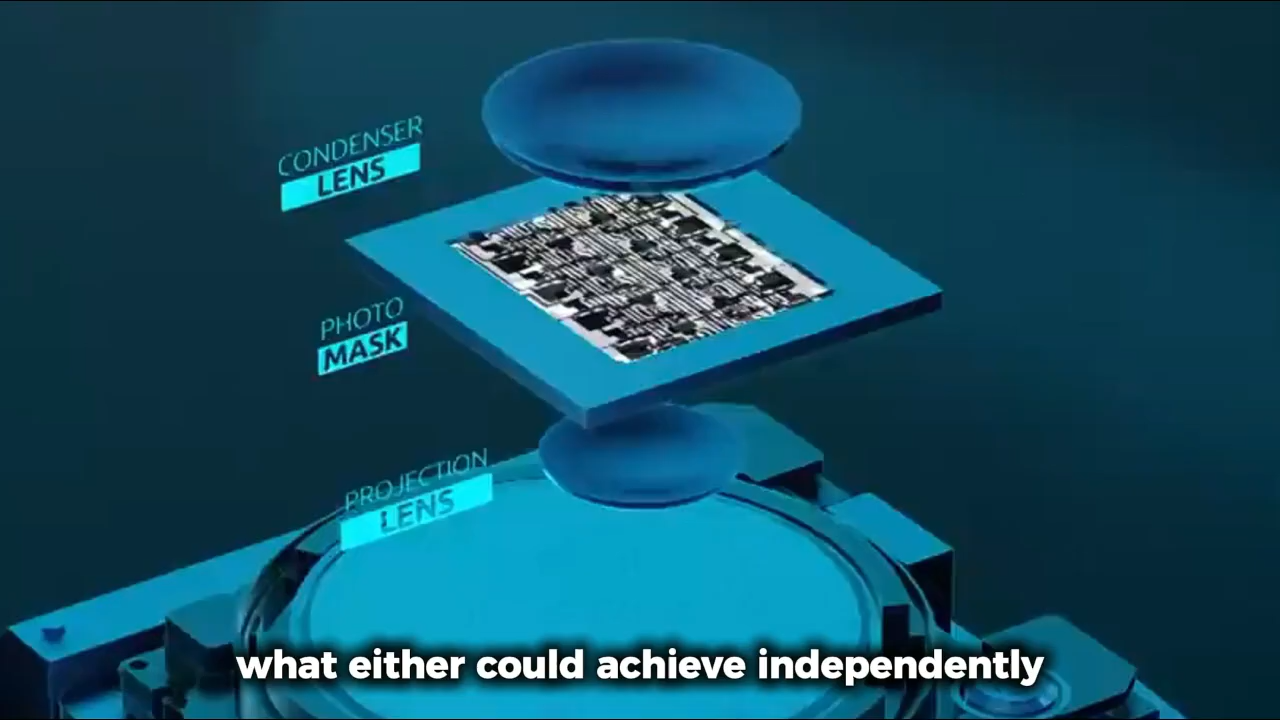 CONDENSER
LENS
PHOTO
MASK
PROJECTION
LENS
what either could achieve independently